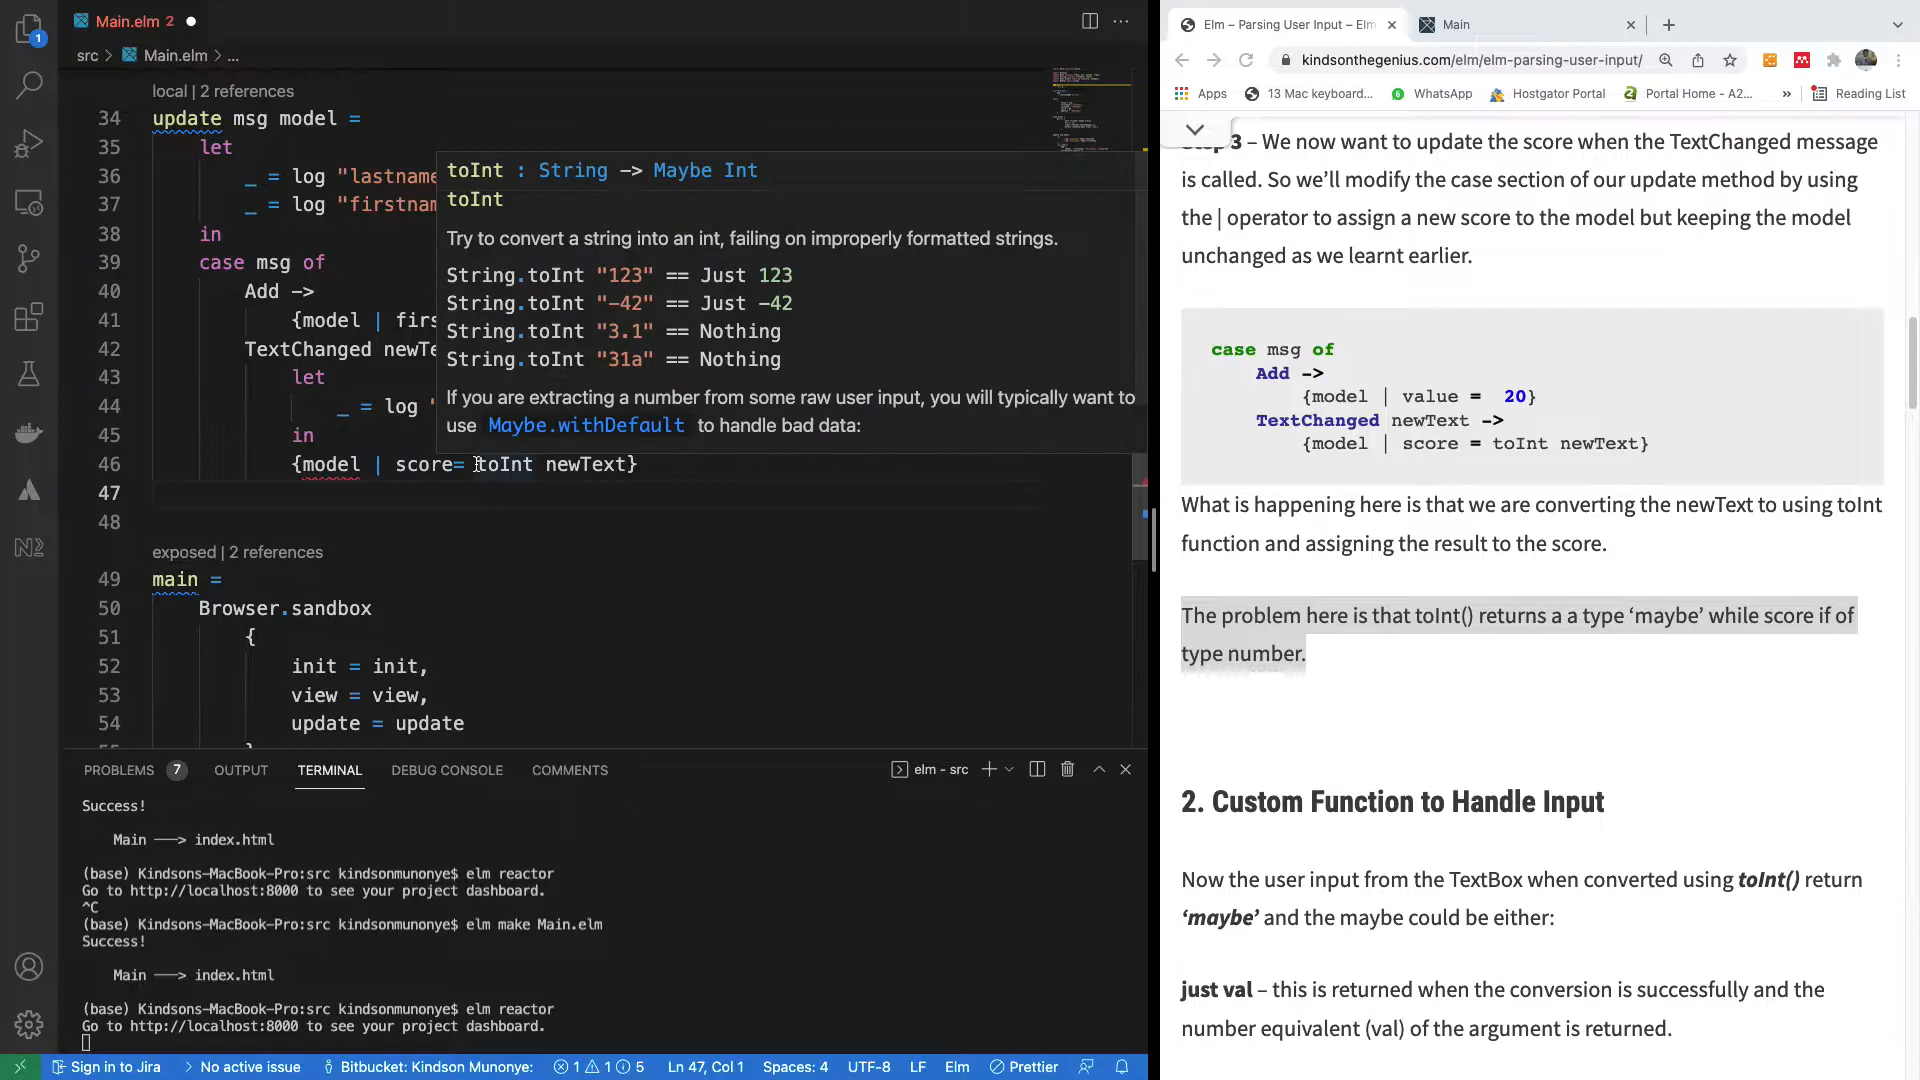 Main.elm 2
src > Main.elm > ...
local | 2 references
34 update msg model =
35 let
36 _ = log "lastname
37 _ = log "firstnam
38 in
39 case msg of
40 Add ->
41 {model | firs
42 TextChanged newTe
43 let
44 _ = log "
45 in
46 {model | score= toInt newText}
47
48
exposed | 2 references
49 main =
50 Browser.sandbox
51 {
52 init = init,
53 view = view,
54 update = update
toInt : String -> Maybe Int
toInt
Try to convert a string into an int, failing on improperly formatted strings.
String.toInt "123" == Just 123
String.toInt "-42" == Just -42
String.toInt "3.1" == Nothing
String.toInt "31a" == Nothing
If you are extracting a number from some raw user input, you will typically want to
use Maybe.withDefault to handle bad data:
PROBLEMS 7 OUTPUT TERMINAL DEBUG CONSOLE COMMENTS elm - src
Success!
Main ---> index.html
(base) Kindsons-MacBook-Pro:src kindsonmunonye$ elm reactor
Go to http://localhost:8000 to see your project dashboard.
^C
(base) Kindsons-MacBook-Pro:src kindsonmunonye$ elm make Main.elm
Success!
Main ---> index.html
(base) Kindsons-MacBook-Pro:src kindsonmunonye$ elm reactor
Go to http://localhost:8000 to see your project dashboard.
Sign in to Jira > No active issue Bitbucket: Kindson Munonye: 1 1 5 Ln 47, Col 1 Spaces: 4 UTF-8 LF Elm Prettier
Elm – Parsing User Input – Elm Main
kindsonthegenius.com/elm/elm-parsing-user-input/
Apps 13 Mac keyboard... WhatsApp Hostgator Portal Portal Home - A2... » Reading List
3 – We now want to update the score when the TextChanged message
is called. So we’ll modify the case section of our update method by using
the | operator to assign a new score to the model but keeping the model
unchanged as we learnt earlier.
case msg of
Add ->
{model | value = 20}
TextChanged newText ->
{model | score = toInt newText}
What is happening here is that we are converting the newText to using toInt
function and assigning the result to the score.
The problem here is that toInt() returns a a type ‘maybe’ while score if of
type number.
2. Custom Function to Handle Input
Now the user input from the TextBox when converted using toInt() return
‘maybe’ and the maybe could be either:
just val – this is returned when the conversion is successfully and the
number equivalent (val) of the argument is returned.